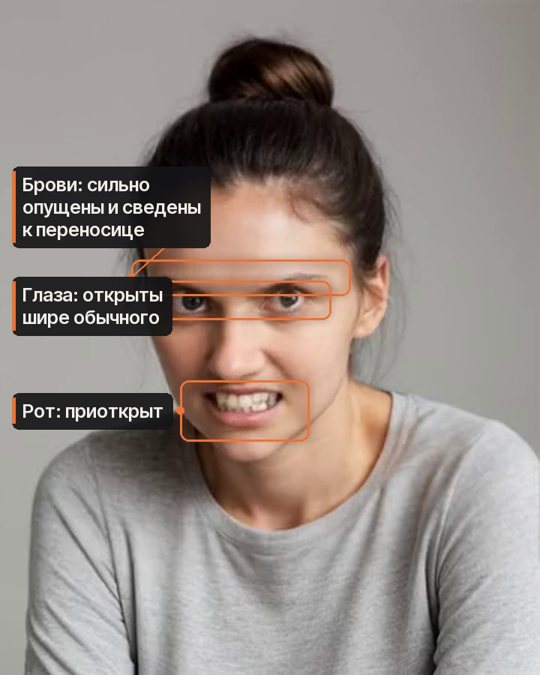 Брови: сильно
опущены и сведены
к переносице
Глаза: открыты
шире обычного
Рот: приоткрыт